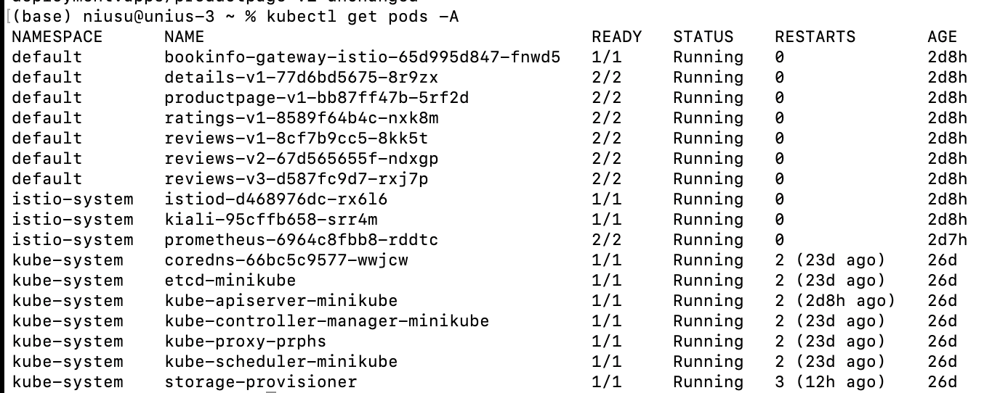 deployment.apps/productpage-v1 unchanged
[(base) niusu@unius-3 ~ % kubectl get pods -A
NAMESPACE NAME READY STATUS RESTARTS AGE
default bookinfo-gateway-istio-65d995d847-fnwd5 1/1 Running 0 2d8h
default details-v1-77d6bd5675-8r9zx 2/2 Running 0 2d8h
default productpage-v1-bb87ff47b-5rf2d 2/2 Running 0 2d8h
default ratings-v1-8589f64b4c-nxk8m 2/2 Running 0 2d8h
default reviews-v1-8cf7b9cc5-8kk5t 2/2 Running 0 2d8h
default reviews-v2-67d565655f-ndxgp 2/2 Running 0 2d8h
default reviews-v3-d587fc9d7-rxj7p 2/2 Running 0 2d8h
istio-system istiod-d468976dc-rx6l6 1/1 Running 0 2d8h
istio-system kiali-95cffb658-srr4m 1/1 Running 0 2d8h
istio-system prometheus-6964c8fbb8-rddtc 2/2 Running 0 2d7h
kube-system coredns-66bc5c9577-wwjcw 1/1 Running 2 (23d ago) 26d
kube-system etcd-minikube 1/1 Running 2 (23d ago) 26d
kube-system kube-apiserver-minikube 1/1 Running 2 (2d8h ago) 26d
kube-system kube-controller-manager-minikube 1/1 Running 2 (23d ago) 26d
kube-system kube-proxy-prphs 1/1 Running 2 (23d ago) 26d
kube-system kube-scheduler-minikube 1/1 Running 2 (23d ago) 26d
kube-system storage-provisioner 1/1 Running 3 (12h ago) 26d